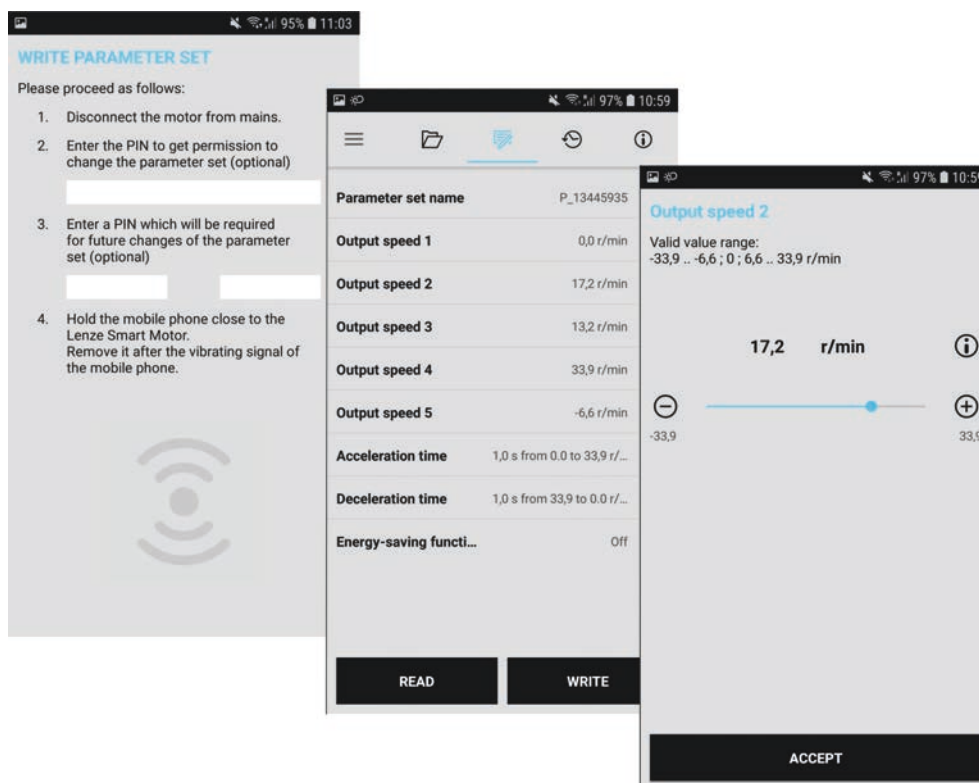 95% 11:03
WRITE PARAMETER SET
Please proceed as follows:
1. Disconnect the motor from mains.
2. Enter the PIN to get permission to
change the parameter set (optional)
3. Enter a PIN which will be required
for future changes of the parameter
set (optional)
4. Hold the mobile phone close to the
Lenze Smart Motor.
Remove it after the vibrating signal of
the mobile phone.
97% 10:59
Parameter set name P_13445935
Output speed 1 0,0 r/min
Output speed 2 17,2 r/min
Output speed 3 13,2 r/min
Output speed 4 33,9 r/min
Output speed 5 -6,6 r/min
Acceleration time 1,0 s from 0.0 to 33,9 r/...
Deceleration time 1,0 s from 33,9 to 0.0 r/...
Energy-saving functi... Off
READ WRITE
97% 10:59
Output speed 2
Valid value range:
-33,9 .. -6,6 ; 0 ; 6,6 .. 33,9 r/min
17,2 r/min
-33,9 33,9
ACCEPT